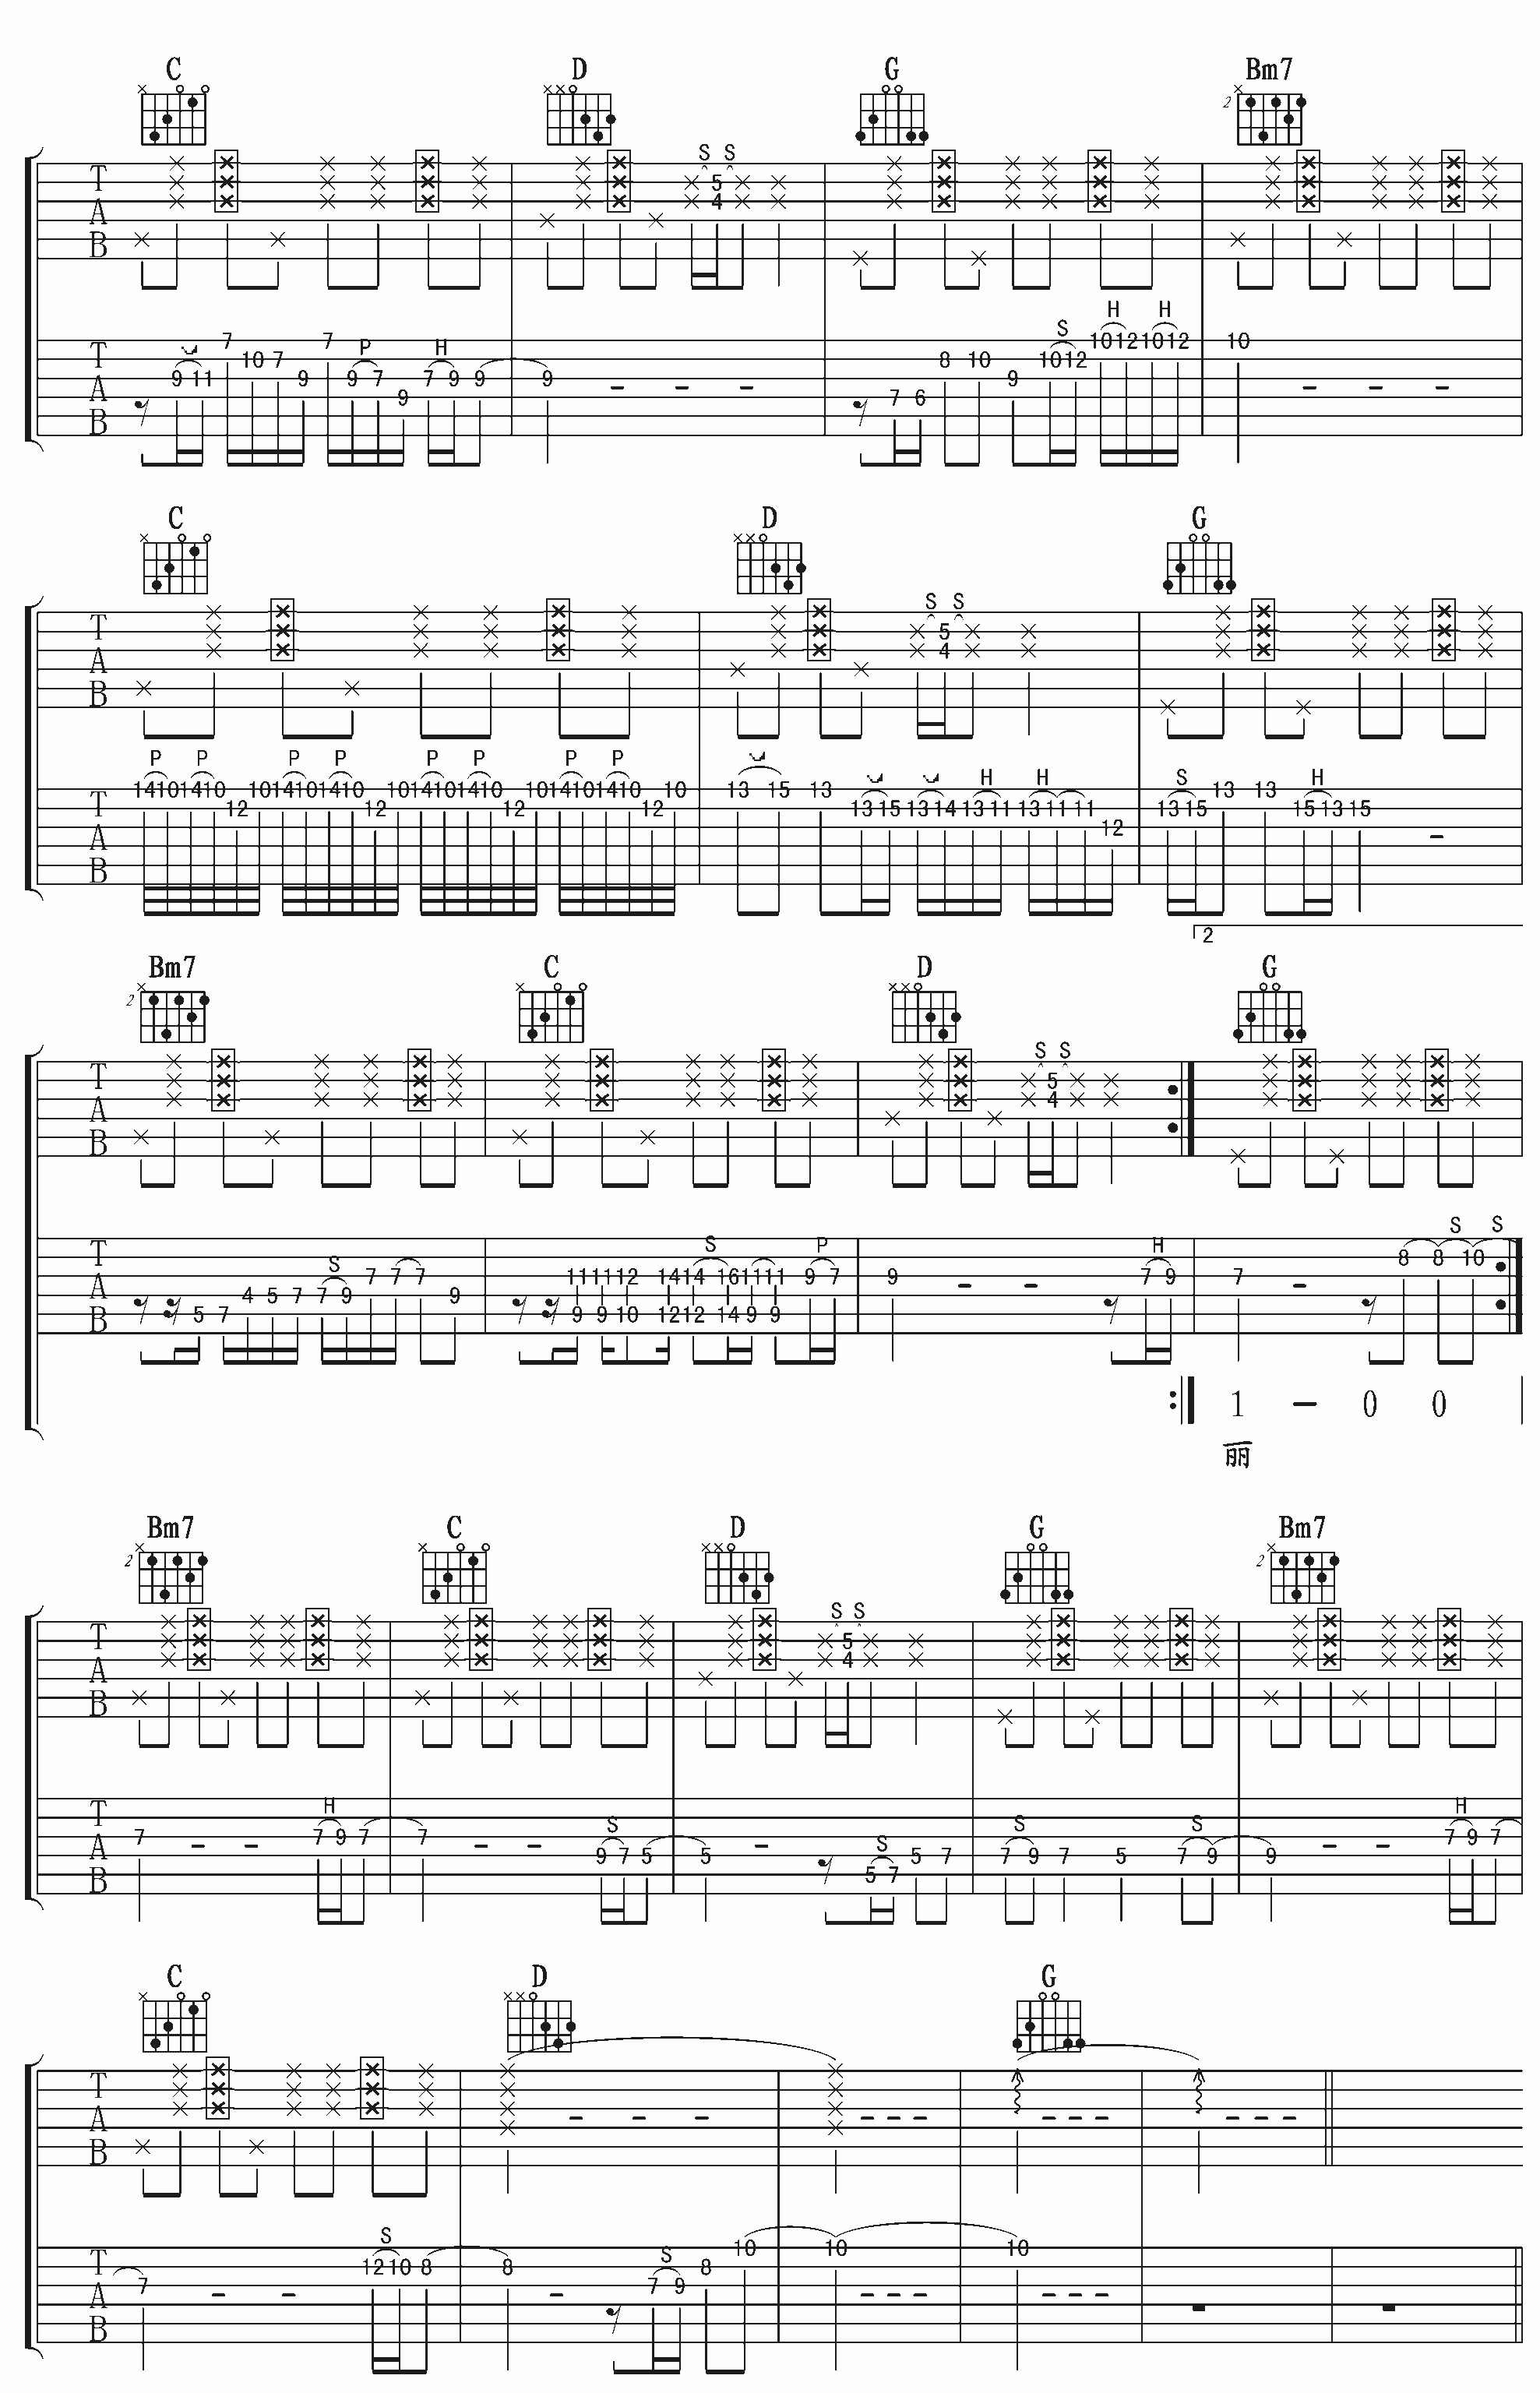 C D G Bm7
2
S S
T A B
5
4
H H
S
7 7 10 12 10 12 10
P H
10 7 8 10 10 12
9 11 9 9 7 7 9 9 9 9
9 7 6
T A B
C D G
S S
T A B
5
4
P P P P P P P P
H H S H
14 10 14 10 10 14 10 14 10 10 14 10 14 10 10 14 10 14 10 10 13 15 13 13 13
12 12 12 12 13 15 13 14 13 11 13 11 11 13 15 15 13 15
12
T A B
2
Bm7 C D G
2
S S
T A B
5
4
S S P H S S
8 8 10
7 7 7 11 11 12 14 14 16 11 11 9 7 9 7 9 7
4 5 7 7 9 9
5 7 9 9 10 12 12 14 9 9
T A B
1 – 0 0
丽
Bm7 C D G Bm7
2 2
S S
T A B
5
4
H S S S S H
7 7 9 7 7 7 9 7
9 7 5 5 5 7 7 9 7 5 7 9 9
5 7
T A B
C D G
T A B
S S
10 10 10
12 10 8 8 8
7 7 9
T A B